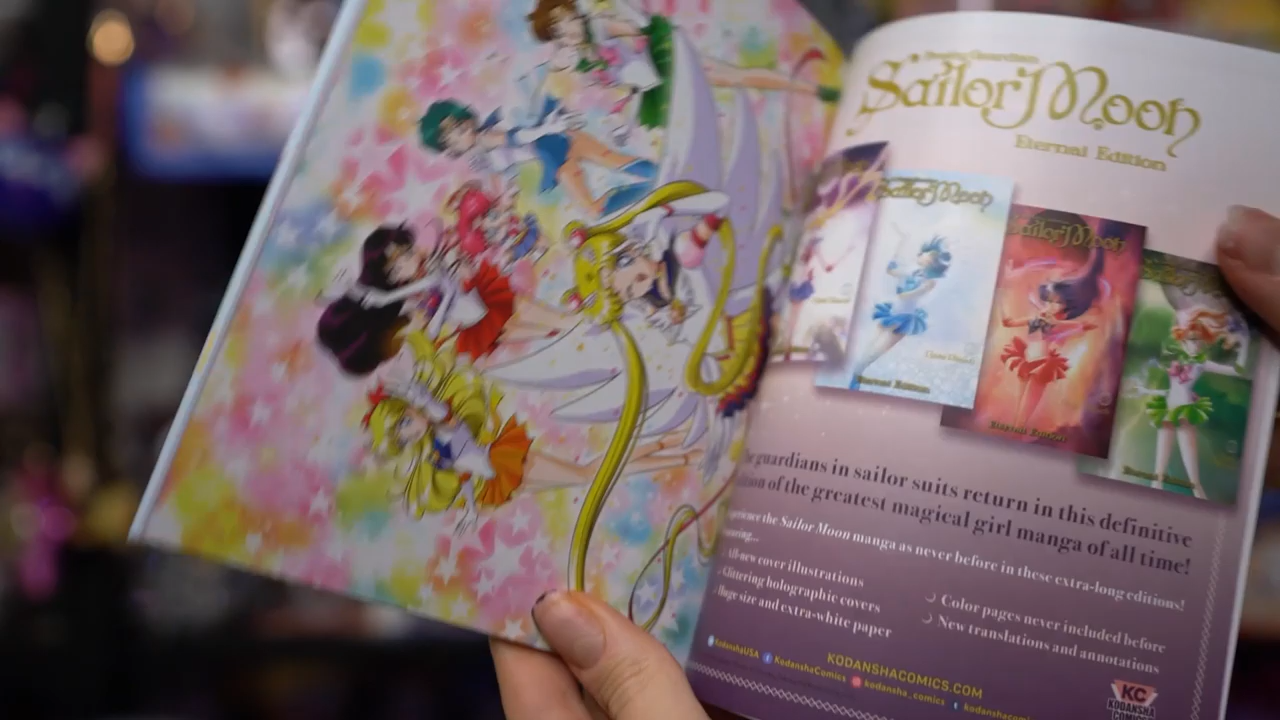 Sailor Moon
Eternal Edition
Sailor Moon
Eternal Edition
Sailor Moon
Eternal Edition
Eternal Edition
guardians in sailor suits return in this definitive
of the greatest magical girl manga of all time!
the Sailor Moon manga as never before in these extra-long editions!
All-new cover illustrations
Glittering holographic covers
Huge size and extra-white paper
Color pages never included before
New translations and annotations
KODANSHACOMICS.COM
KodanshaUSA KodanshaComics kodansha_comics
KC
KODANSHA